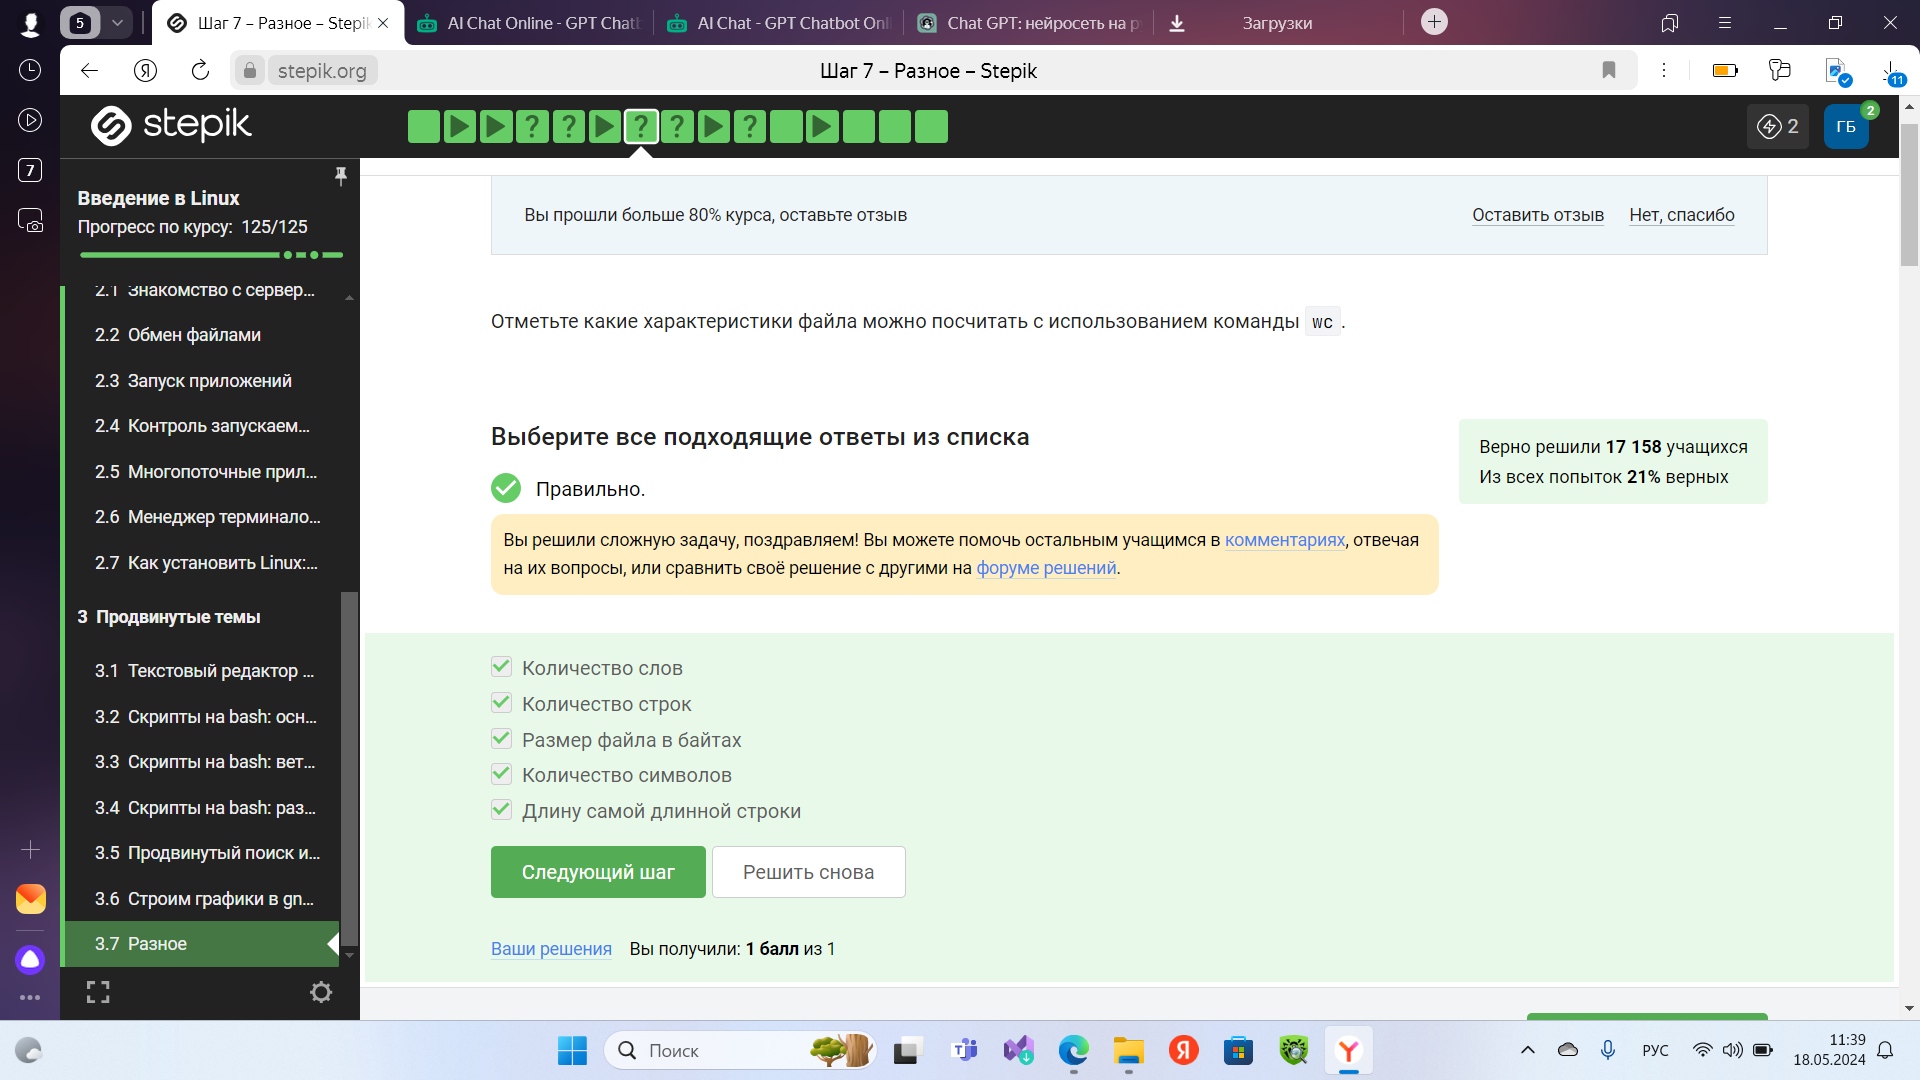 5
Шаг 7 – Разное – Stepik
AI Chat Online - GPT Chatb
AI Chat - GPT Chatbot Onl
Chat GPT: нейросеть на ру
Загрузки
stepik.org
Шаг 7 – Разное – Stepik
11
7
stepik
2
ГБ
2
Введение в Linux
Прогресс по курсу: 125/125
2.1 Знакомство с сервер...
2.2 Обмен файлами
2.3 Запуск приложений
2.4 Контроль запускаем...
2.5 Многопоточные прил...
2.6 Менеджер терминало...
2.7 Как установить Linux:...
3 Продвинутые темы
3.1 Текстовый редактор ...
3.2 Скрипты на bash: осн...
3.3 Скрипты на bash: вет...
3.4 Скрипты на bash: раз...
3.5 Продвинутый поиск и...
3.6 Строим графики в gn...
3.7 Разное
Вы прошли больше 80% курса, оставьте отзыв
Оставить отзыв
Нет, спасибо
Отметьте какие характеристики файла можно посчитать с использованием команды wc.
Выберите все подходящие ответы из списка
Верно решили 17 158 учащихся
Из всех попыток 21% верных
Правильно.
Вы решили сложную задачу, поздравляем! Вы можете помочь остальным учащимся в комментариях, отвечая
на их вопросы, или сравнить своё решение с другими на форуме решений.
Количество слов
Количество строк
Размер файла в байтах
Количество символов
Длину самой длинной строки
Следующий шаг
Решить снова
Ваши решения
Вы получили: 1 балл из 1
Поиск
РУС
11:39
18.05.2024